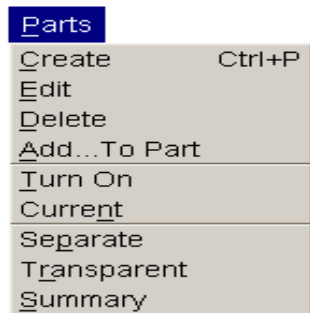 Parts
Create Ctrl+P
Edit
Delete
Add...To Part
Turn On
Current
Separate
Transparent
Summary